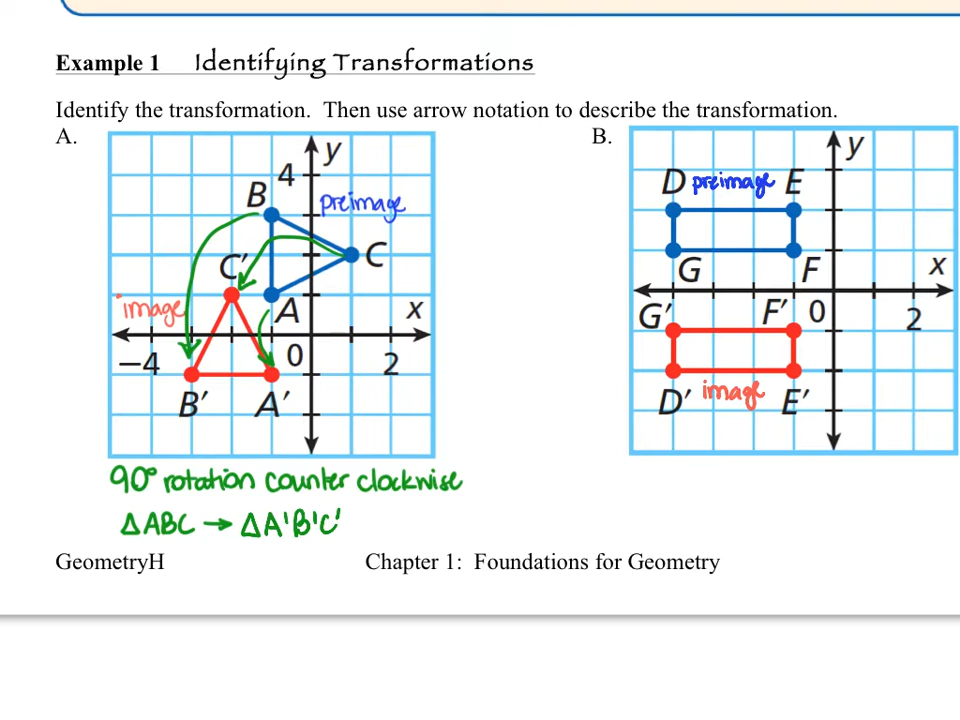 Example 1 Identifying Transformations
Identify the transformation. Then use arrow notation to describe the transformation.
A.
y
4
B
preimage
C
C′
image
A
x
−4
0
2
B′
A′
90° rotation counter clockwise
△ABC → △A'B'C'
B.
y
D preimage E
G
F
x
G′
F′
0
2
D′ image E′
GeometryH Chapter 1: Foundations for Geometry